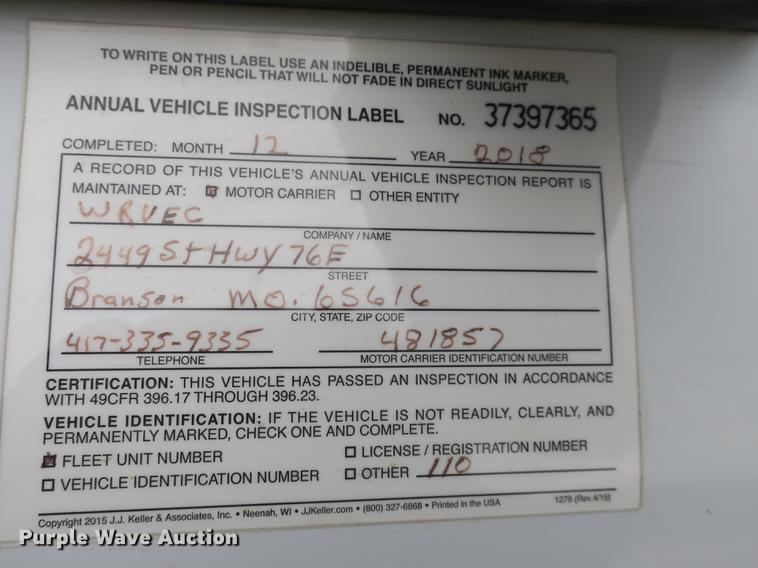 TO WRITE ON THIS LABEL USE AN INDELIBLE, PERMANENT INK MARKER,
PEN OR PENCIL THAT WILL NOT FADE IN DIRECT SUNLIGHT
ANNUAL VEHICLE INSPECTION LABEL NO. 37397365
COMPLETED: MONTH 12 YEAR 2018
A RECORD OF THIS VEHICLE'S ANNUAL VEHICLE INSPECTION REPORT IS
MAINTAINED AT: ☒ MOTOR CARRIER ☐ OTHER ENTITY
WRVEC
COMPANY / NAME
2449 St Hwy 76E
STREET
Branson MO. 65616
CITY, STATE, ZIP CODE
417-335-9335 481857
TELEPHONE MOTOR CARRIER IDENTIFICATION NUMBER
CERTIFICATION: THIS VEHICLE HAS PASSED AN INSPECTION IN ACCORDANCE
WITH 49CFR 396.17 THROUGH 396.23.
VEHICLE IDENTIFICATION: IF THE VEHICLE IS NOT READILY, CLEARLY, AND
PERMANENTLY MARKED, CHECK ONE AND COMPLETE.
☒ FLEET UNIT NUMBER ☐ LICENSE / REGISTRATION NUMBER
☐ VEHICLE IDENTIFICATION NUMBER ☐ OTHER 110
Copyright 2015 J.J. Keller & Associates, Inc. • Neenah, WI • JJKeller.com • (800) 327-6868 • Printed in the USA 1279 (Rev. 4/15)
Purple Wave Auction